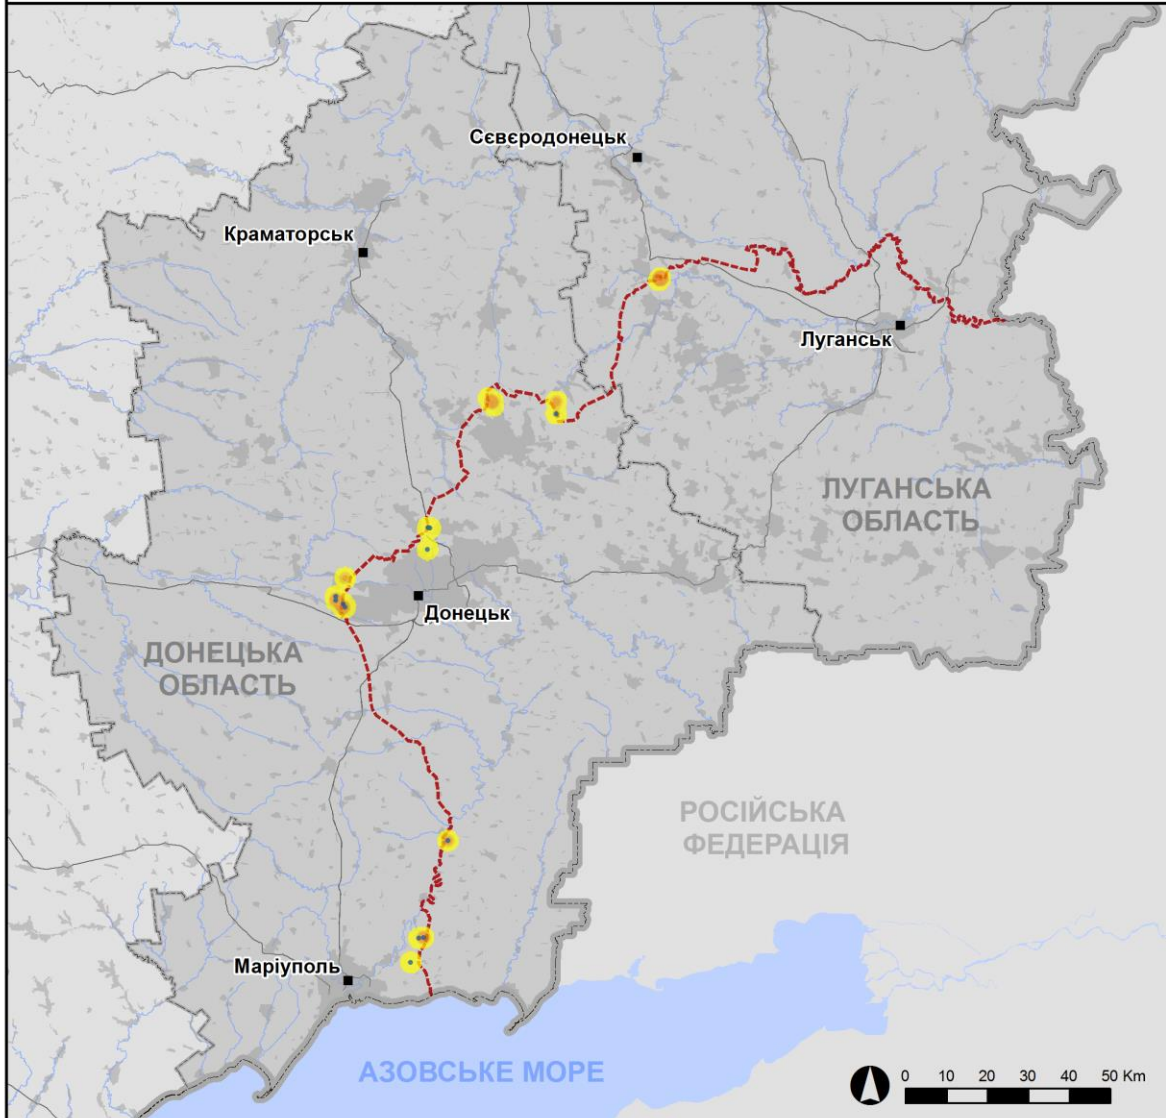 Сєвєродонецьк
Краматорськ
Луганськ
ЛУГАНСЬКА
ОБЛАСТЬ
Донецьк
ДОНЕЦЬКА
ОБЛАСТЬ
РОСІЙСЬКА
ФЕДЕРАЦІЯ
Маріуполь
АЗОВСЬКЕ МОРЕ
0 10 20 30 40 50 Km